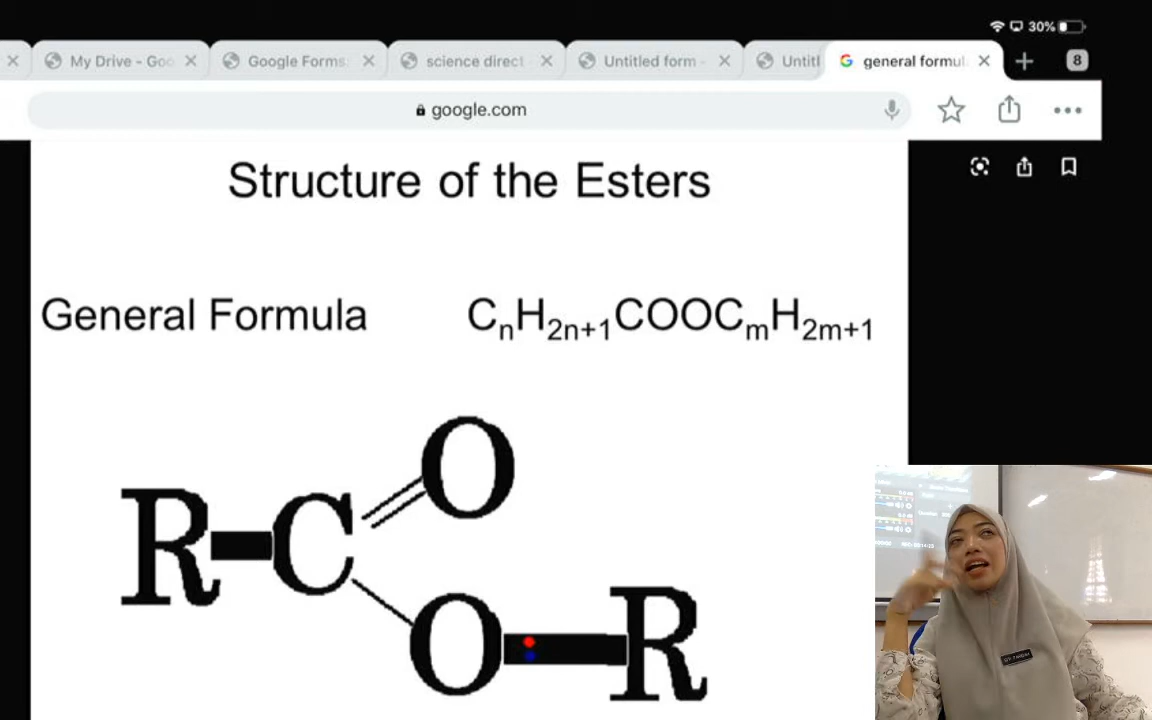 30%
My Drive - Goo
Google Forms
science direct -
Untitled form -
Untitl
general formul
8
google.com
Structure of the Esters
General Formula CₙH₂ₙ₊₁COOCₘH₂ₘ₊₁
O
R-C
O R